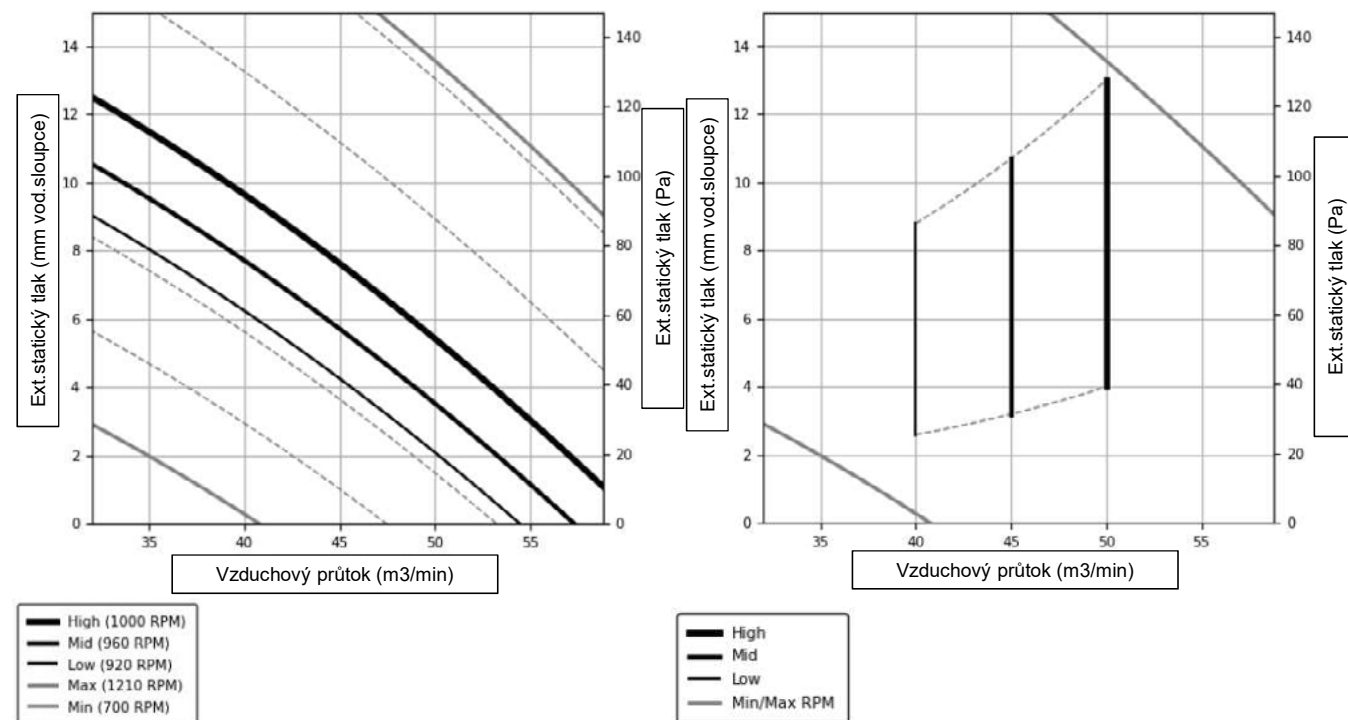 14
12
10
8
6
4
2
0
Ext.statický tlak (mm vod.sloupce)
140
120
100
80
60
40
20
0
Ext.statický tlak (Pa)
35
40
45
50
55
Vzduchový průtok (m3/min)
High (1000 RPM)
Mid (960 RPM)
Low (920 RPM)
Max (1210 RPM)
Min (700 RPM)
14
12
10
8
6
4
2
0
Ext.statický tlak (mm vod.sloupce)
140
120
100
80
60
40
20
0
Ext.statický tlak (Pa)
35
40
45
50
55
Vzduchový průtok (m3/min)
High
Mid
Low
Min/Max RPM